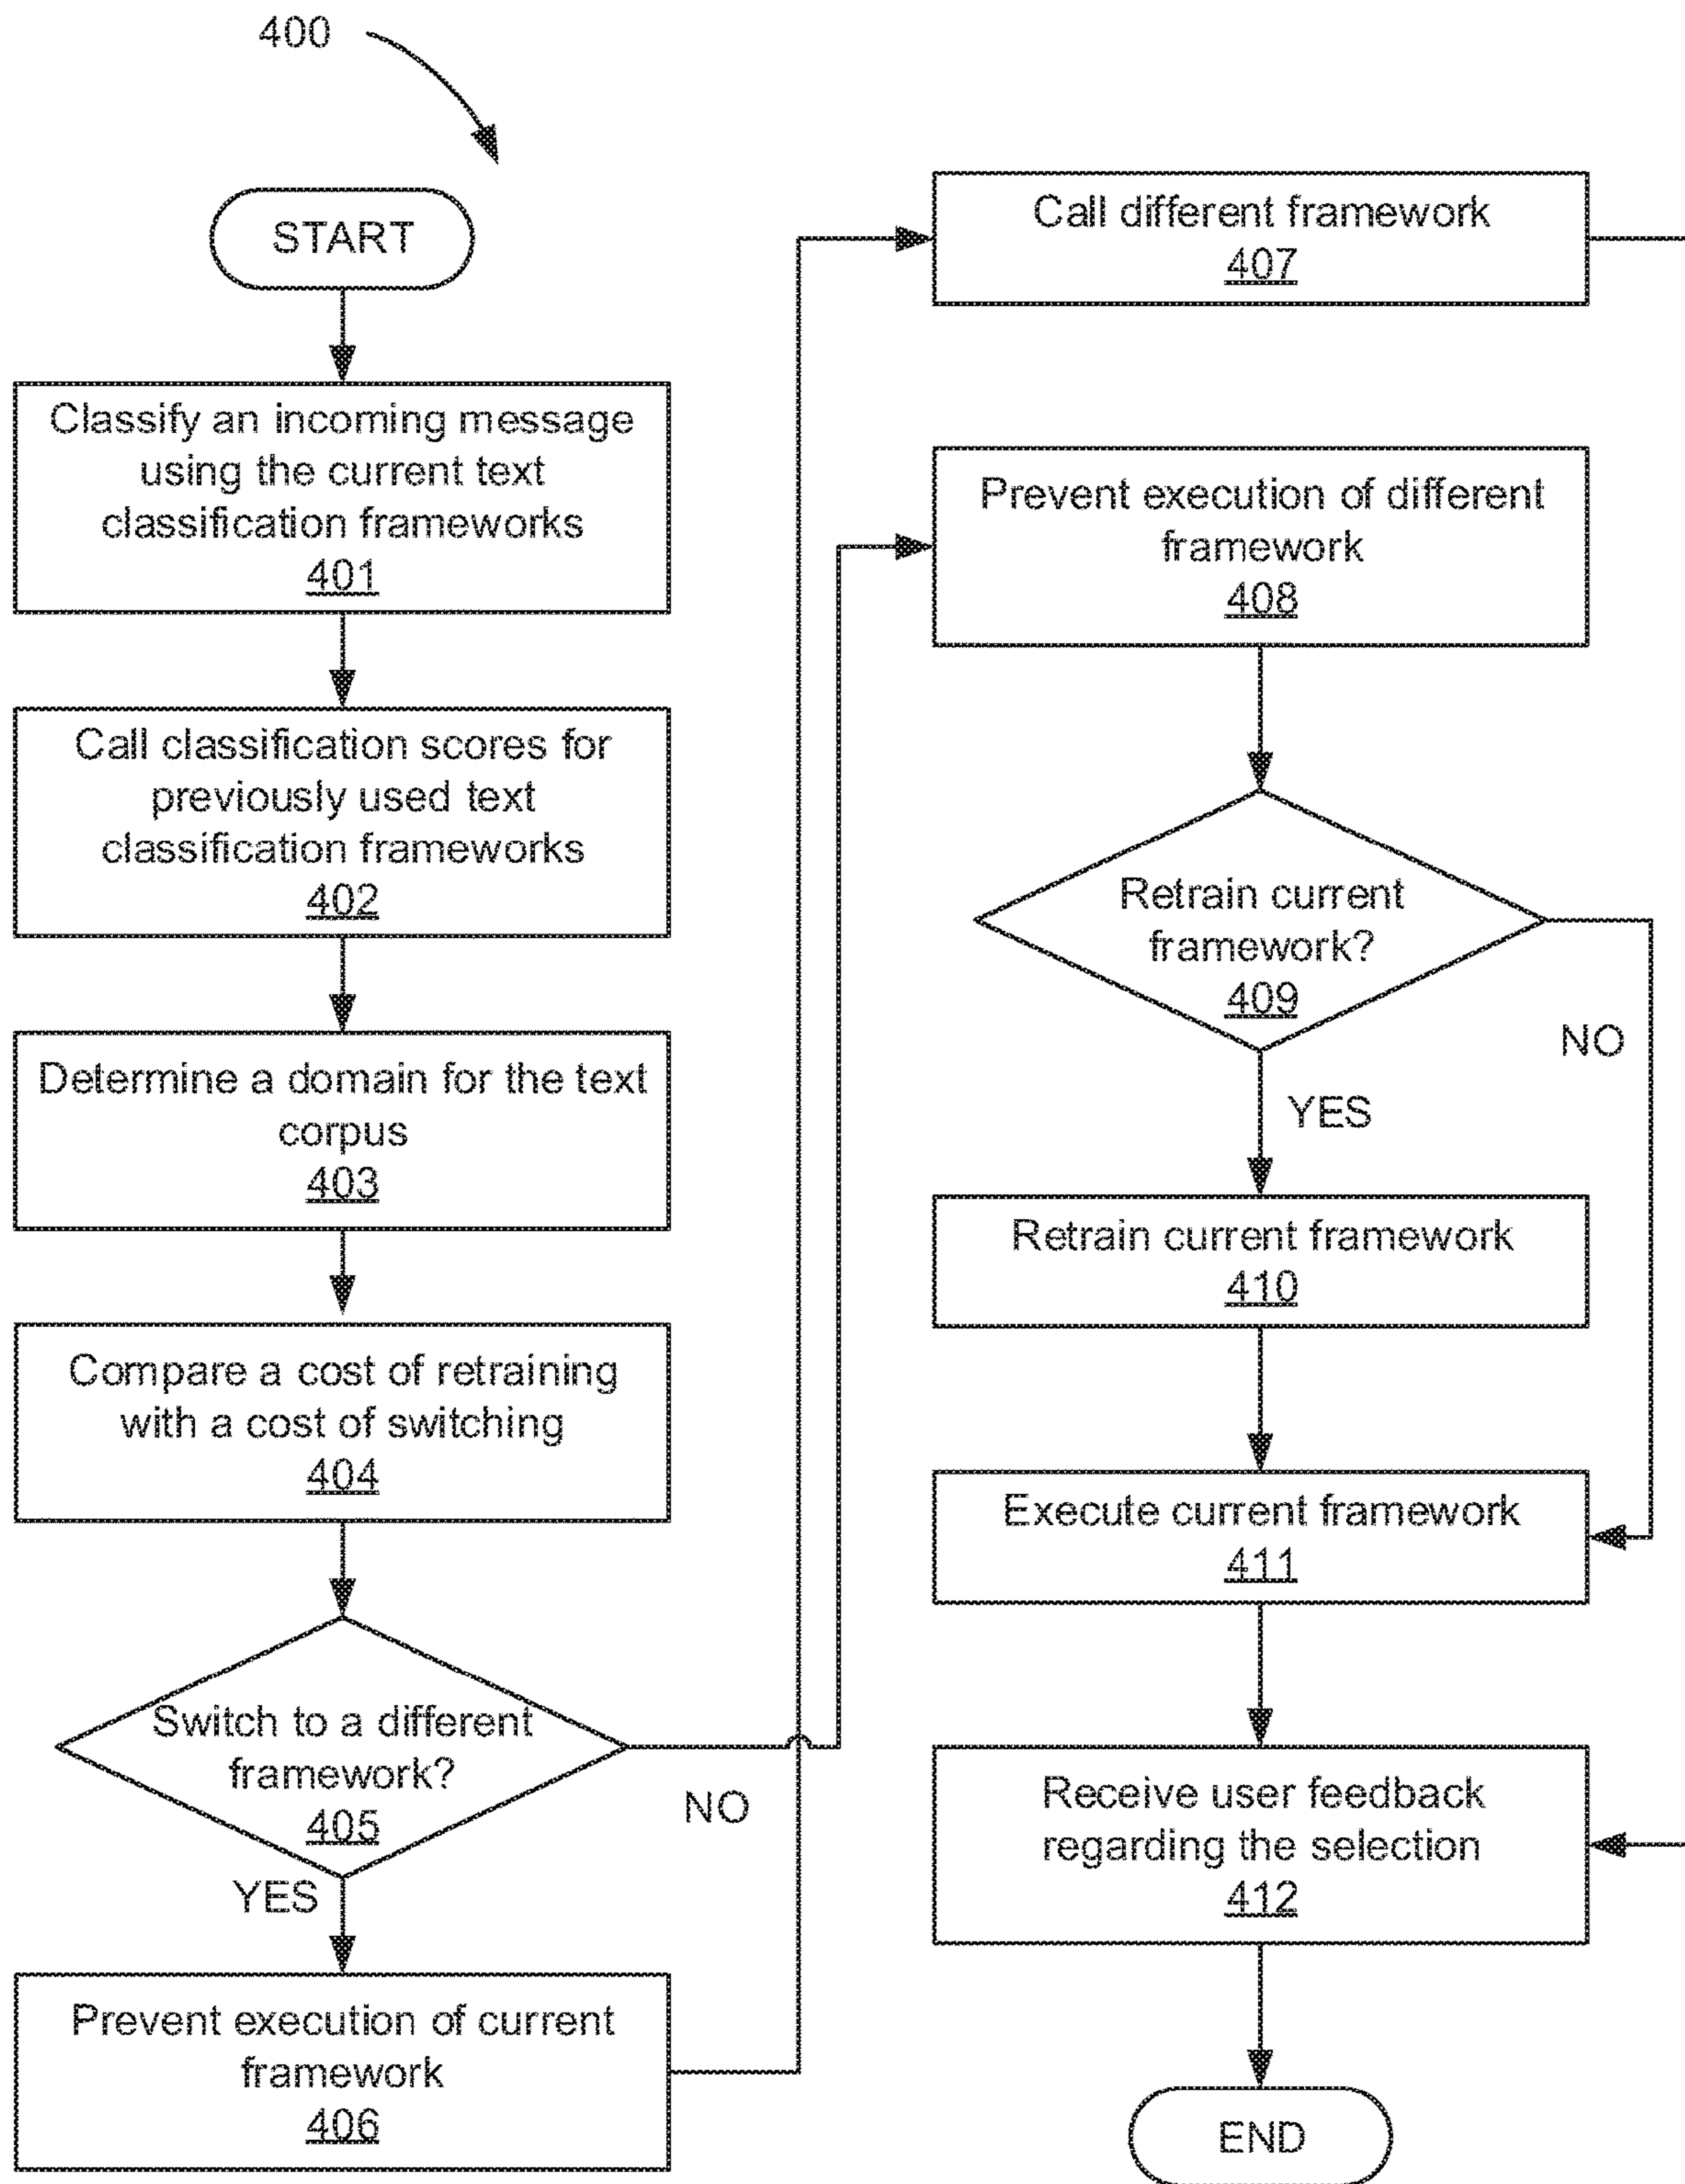 400
START
Classify an incoming message
using the current text
classification frameworks
401
Call classification scores for
previously used text
classification frameworks
402
Determine a domain for the text
corpus
403
Compare a cost of retraining
with a cost of switching
404
Switch to a different
framework?
405
NO
YES
Prevent execution of current
framework
406
Call different framework
407
Prevent execution of different
framework
408
Retrain current
framework?
409
NO
YES
Retrain current framework
410
Execute current framework
411
Receive user feedback
regarding the selection
412
END